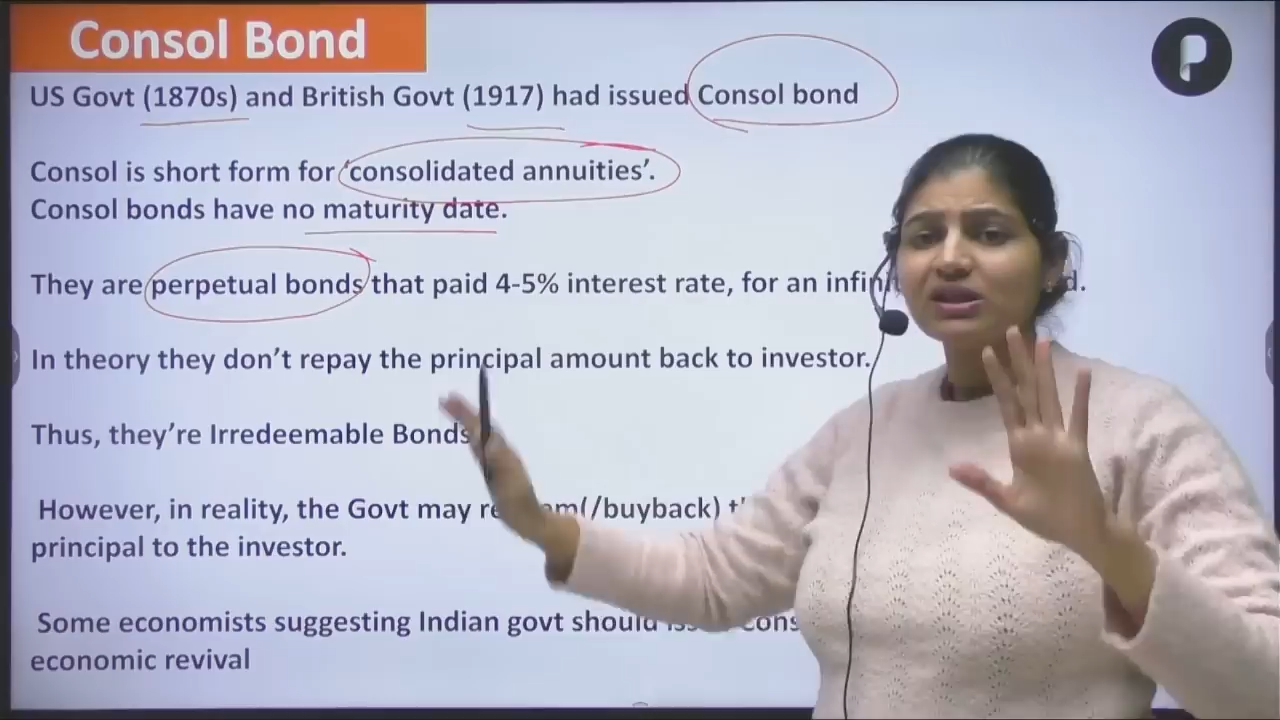 Consol Bond
US Govt (1870s) and British Govt (1917) had issued Consol bond
Consol is short form for 'consolidated annuities'.
Consol bonds have no maturity date.
They are perpetual bonds that paid 4-5% interest rate, for an
In theory they don't repay the principal amount back to investor.
Thus, they're Irredeemable Bonds
However, in reality, the Govt may (/buyback)
principal to the investor.
Some economists suggesting Indian govt should
economic revival
P